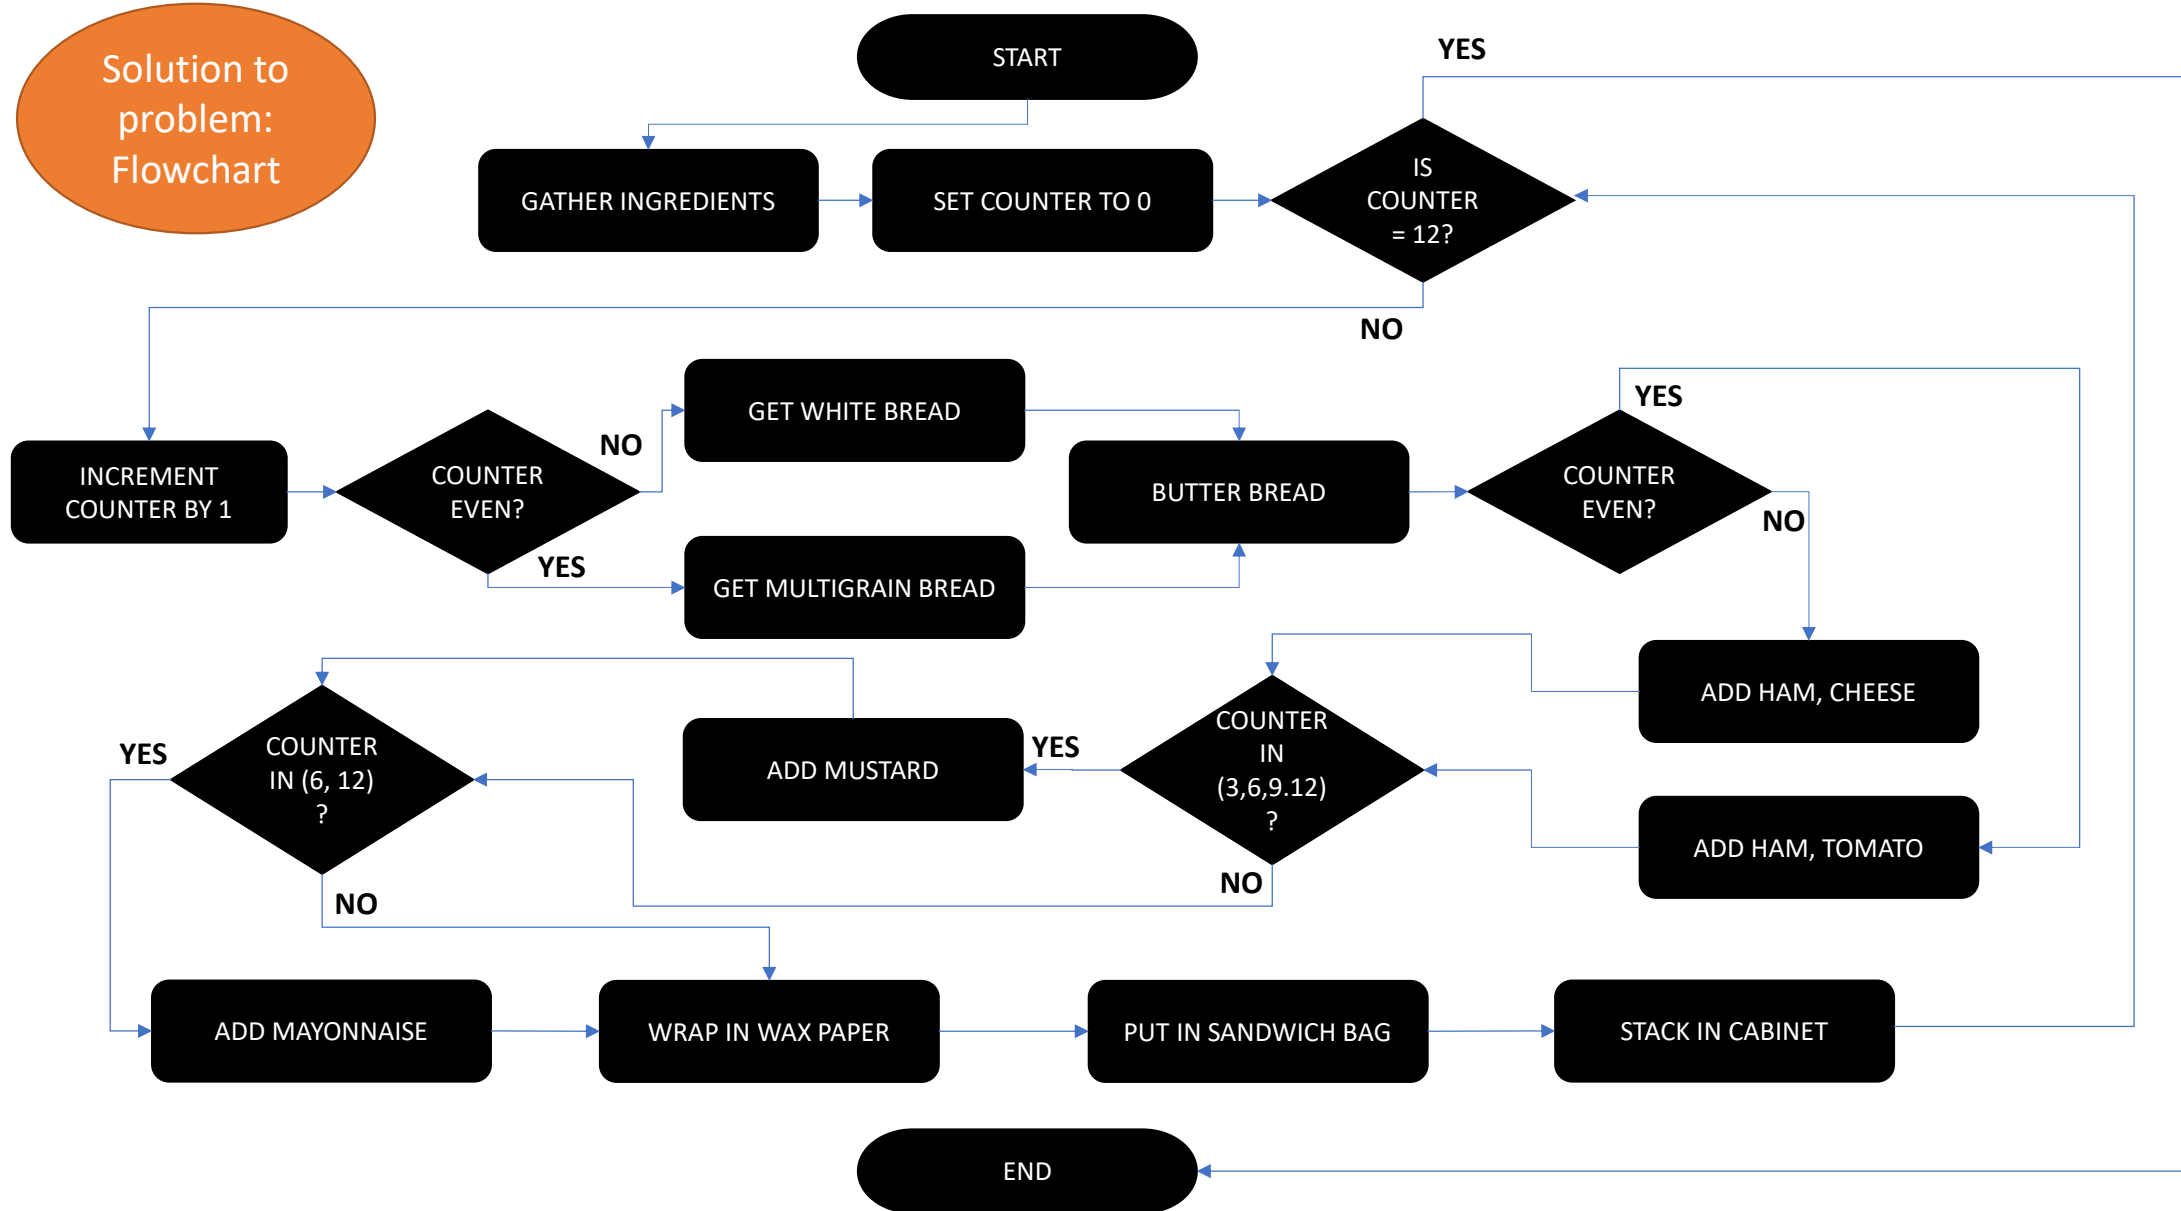 Solution to
problem:
Flowchart
START
YES
GATHER INGREDIENTS
SET COUNTER TO 0
IS
COUNTER
= 12?
NO
INCREMENT
COUNTER BY 1
COUNTER
EVEN?
NO
YES
GET WHITE BREAD
GET MULTIGRAIN BREAD
BUTTER BREAD
COUNTER
EVEN?
YES
NO
ADD HAM, CHEESE
ADD HAM, TOMATO
COUNTER
IN
(3,6,9.12)
?
YES
NO
ADD MUSTARD
COUNTER
IN (6, 12)
?
YES
NO
ADD MAYONNAISE
WRAP IN WAX PAPER
PUT IN SANDWICH BAG
STACK IN CABINET
END